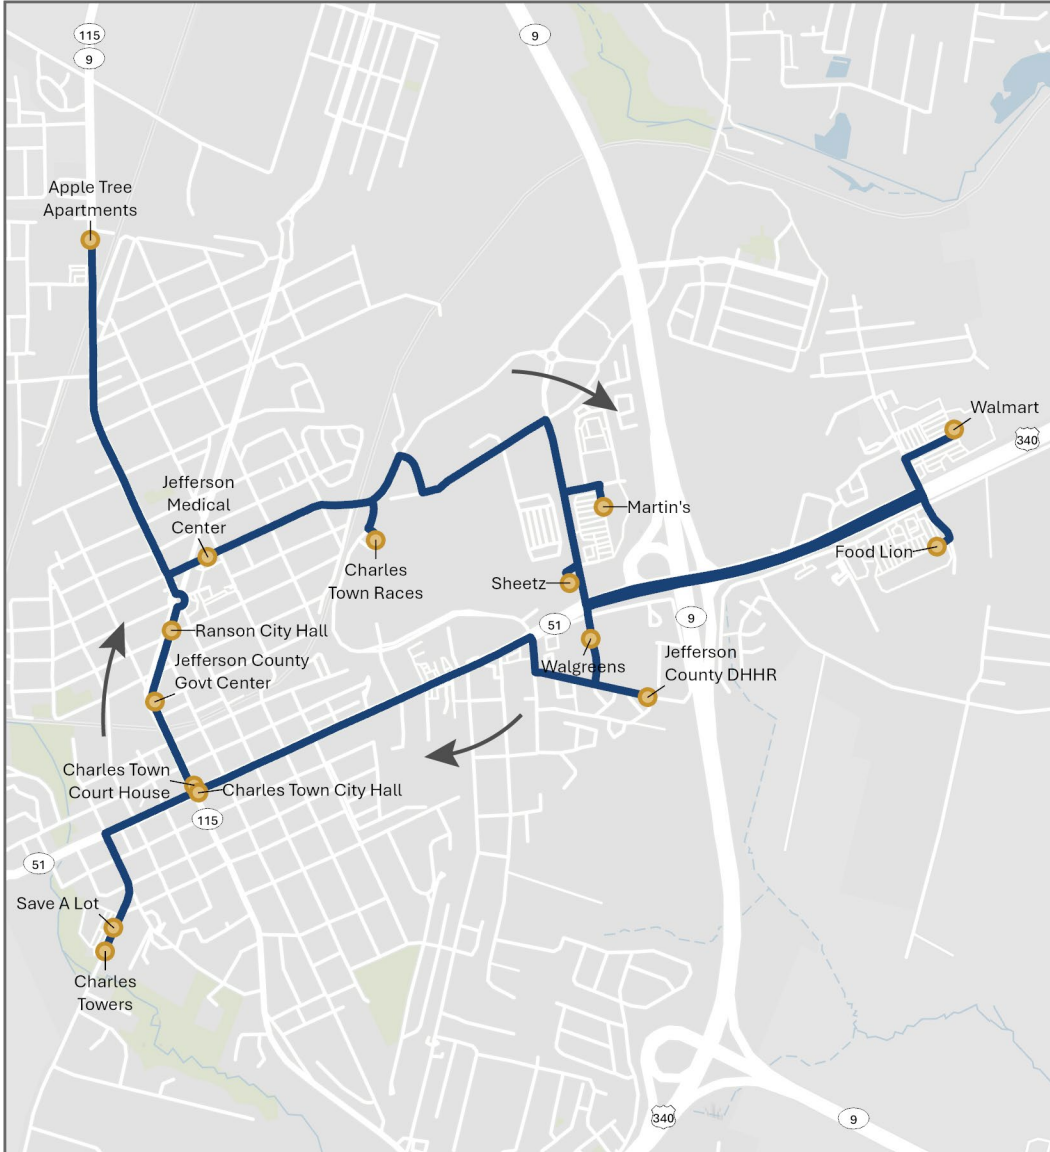 115
9
9
Apple Tree
Apartments
Walmart
340
Jefferson
Medical
Center
Martin's
Charles
Town Races
Sheetz
Food Lion
51
9
Ranson City Hall
Walgreens
Jefferson
County DHHR
Jefferson County
Govt Center
Charles Town
Court House
Charles Town City Hall
115
51
Save A Lot
Charles
Towers
340
9